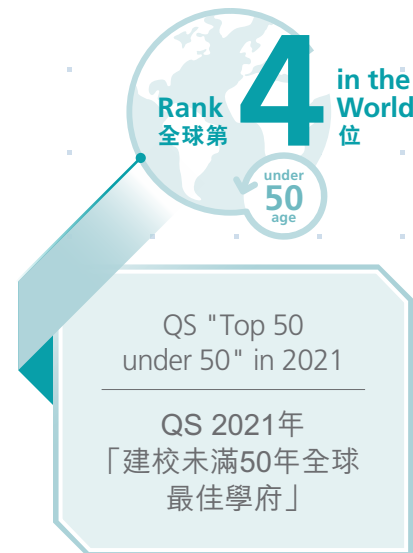 Rank 4 in the World
全球第 位
under
50
age
QS "Top 50
under 50" in 2021
QS 2021年
「建校未滿50年全球
最佳學府」